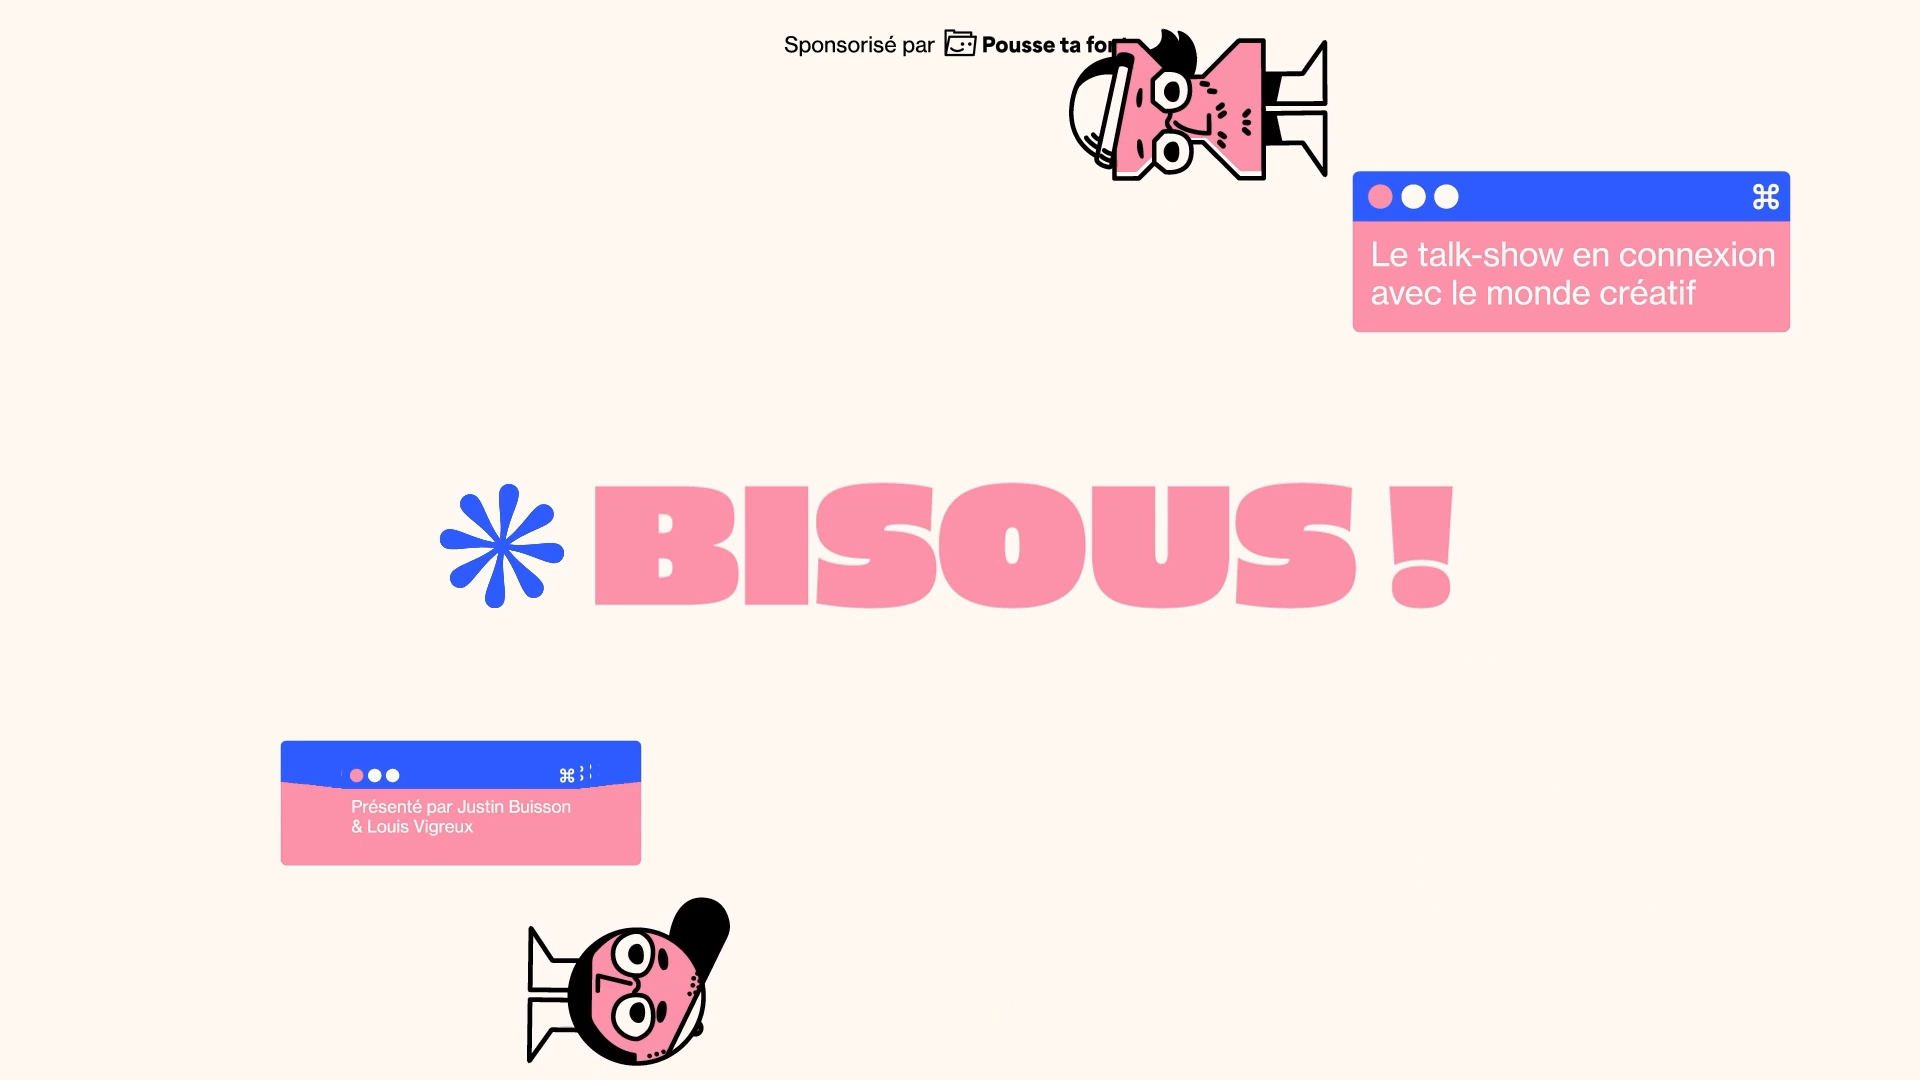 Sponsorisé par Pousse ta
Le talk-show en connexion
avec le monde créatif
BISOUS !
Présenté par Justin Buisson
& Louis Vigreux